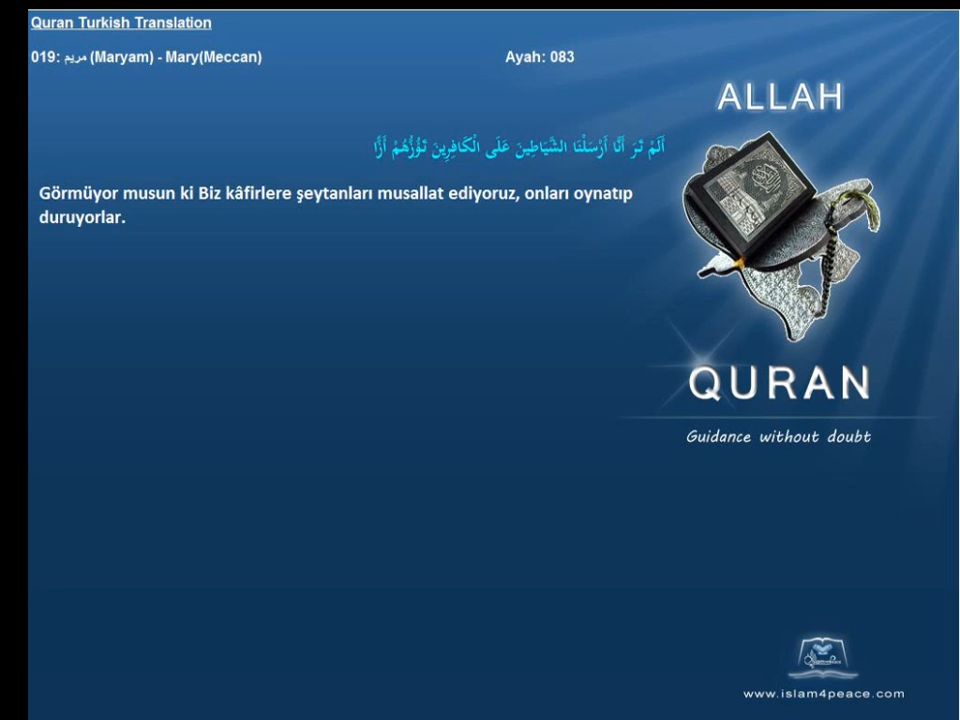 Quran Turkish Translation
019: مريم (Maryam) - Mary(Meccan) Ayah: 083
ALLAH
أَلَمْ تَرَ أَنَّا أَرْسَلْنَا الشَّيَاطِينَ عَلَى الْكَافِرِينَ تَؤُزُّهُمْ أَزًّا
Görmüyor musun ki Biz kâfirlere şeytanları musallat ediyoruz, onları oynatıp
duruyorlar.
QURAN
Guidance without doubt
www.islam4peace.com